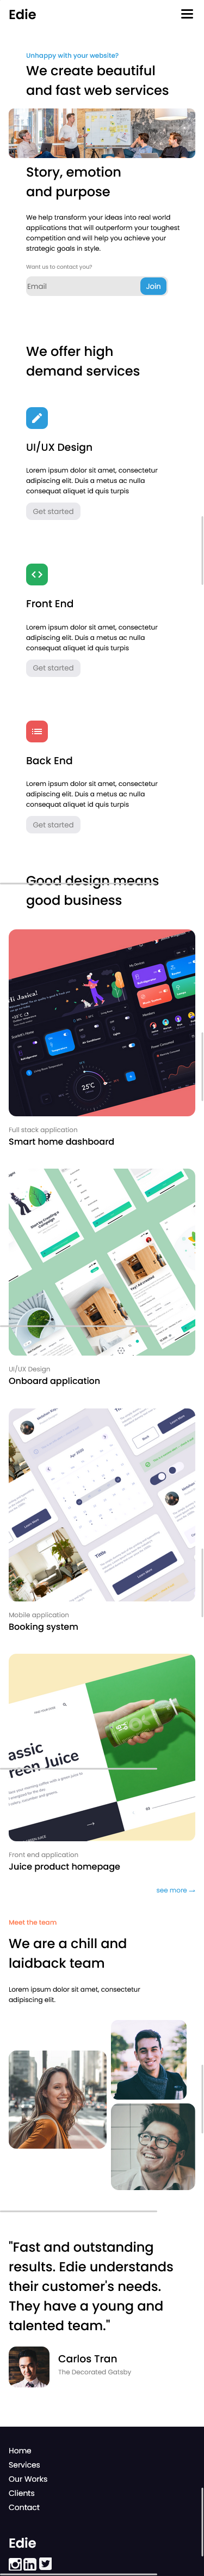 Edie
Unhappy with your website?
We create beautiful
and fast web services
Story, emotion
and purpose
We help transform your ideas into real world
applications that will outperform your toughest
competition and will help you achieve your
strategic goals in style.
Want us to contact you?
Email
Join
We offer high
demand services
UI/UX Design
Lorem ipsum dolor sit amet, consectetur
adipiscing elit. Duis a metus ac nulla
consequat aliquet id quis turpis
Get started
Front End
Lorem ipsum dolor sit amet, consectetur
adipiscing elit. Duis a metus ac nulla
consequat aliquet id quis turpis
Get started
Back End
Lorem ipsum dolor sit amet, consectetur
adipiscing elit. Duis a metus ac nulla
consequat aliquet id quis turpis
Get started
Good design means
good business
25°C
Full stack application
Smart home dashboard
UI/UX Design
Onboard application
Title
Mobile application
Booking system
assic
reen Juice
Front end application
Juice product homepage
see more →
Meet the team
We are a chill and
laidback team
Lorem ipsum dolor sit amet, consectetur
adipiscing elit.
"Fast and outstanding
results. Edie understands
their customer's needs.
They have a young and
talented team."
Carlos Tran
The Decorated Gatsby
Home
Services
Our Works
Clients
Contact
Edie